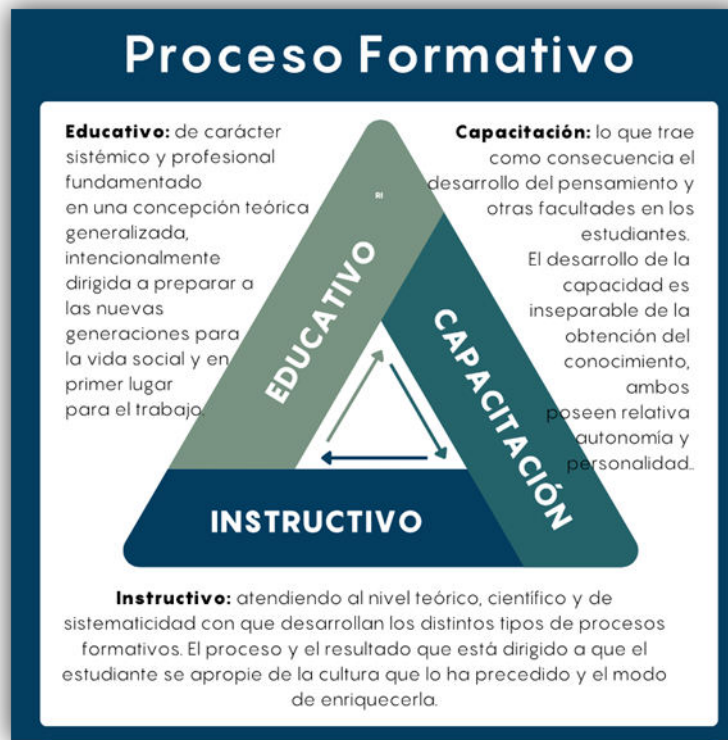 Proceso Formativo
Educativo: de carácter
sistémico y profesional
fundamentado
en una concepción teórica
generalizada,
intencionalmente
dirigida a preparar a
las nuevas
generaciones para
la vida social y en
primer lugar
para el trabajo.
Capacitación: lo que trae
como consecuencia el
desarrollo del pensamiento y
otras facultades en los
estudiantes.
El desarrollo de la
capacidad es
inseparable de la
obtención del
conocimiento,
ambos
poseen relativa
autonomía y
personalidad..
RI
EDUCATIVO
CAPACITACIÓN
INSTRUCTIVO
Instructivo: atendiendo al nivel teórico, científico y de
sistematicidad con que desarrollan los distintos tipos de procesos
formativos. El proceso y el resultado que está dirigido a que el
estudiante se apropie de la cultura que lo ha precedido y el modo
de enriquecerla.